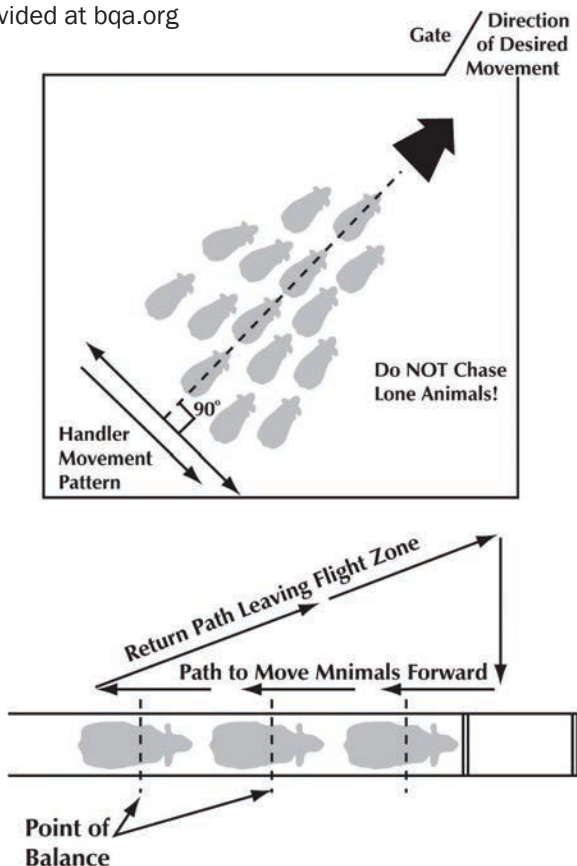 vided at bqa.org
Gate
Direction
of Desired
Movement
Do NOT Chase
Lone Animals!
90°
Handler
Movement
Pattern
Return Path Leaving Flight Zone
Path to Move Mnimals Forward
Point of
Balance